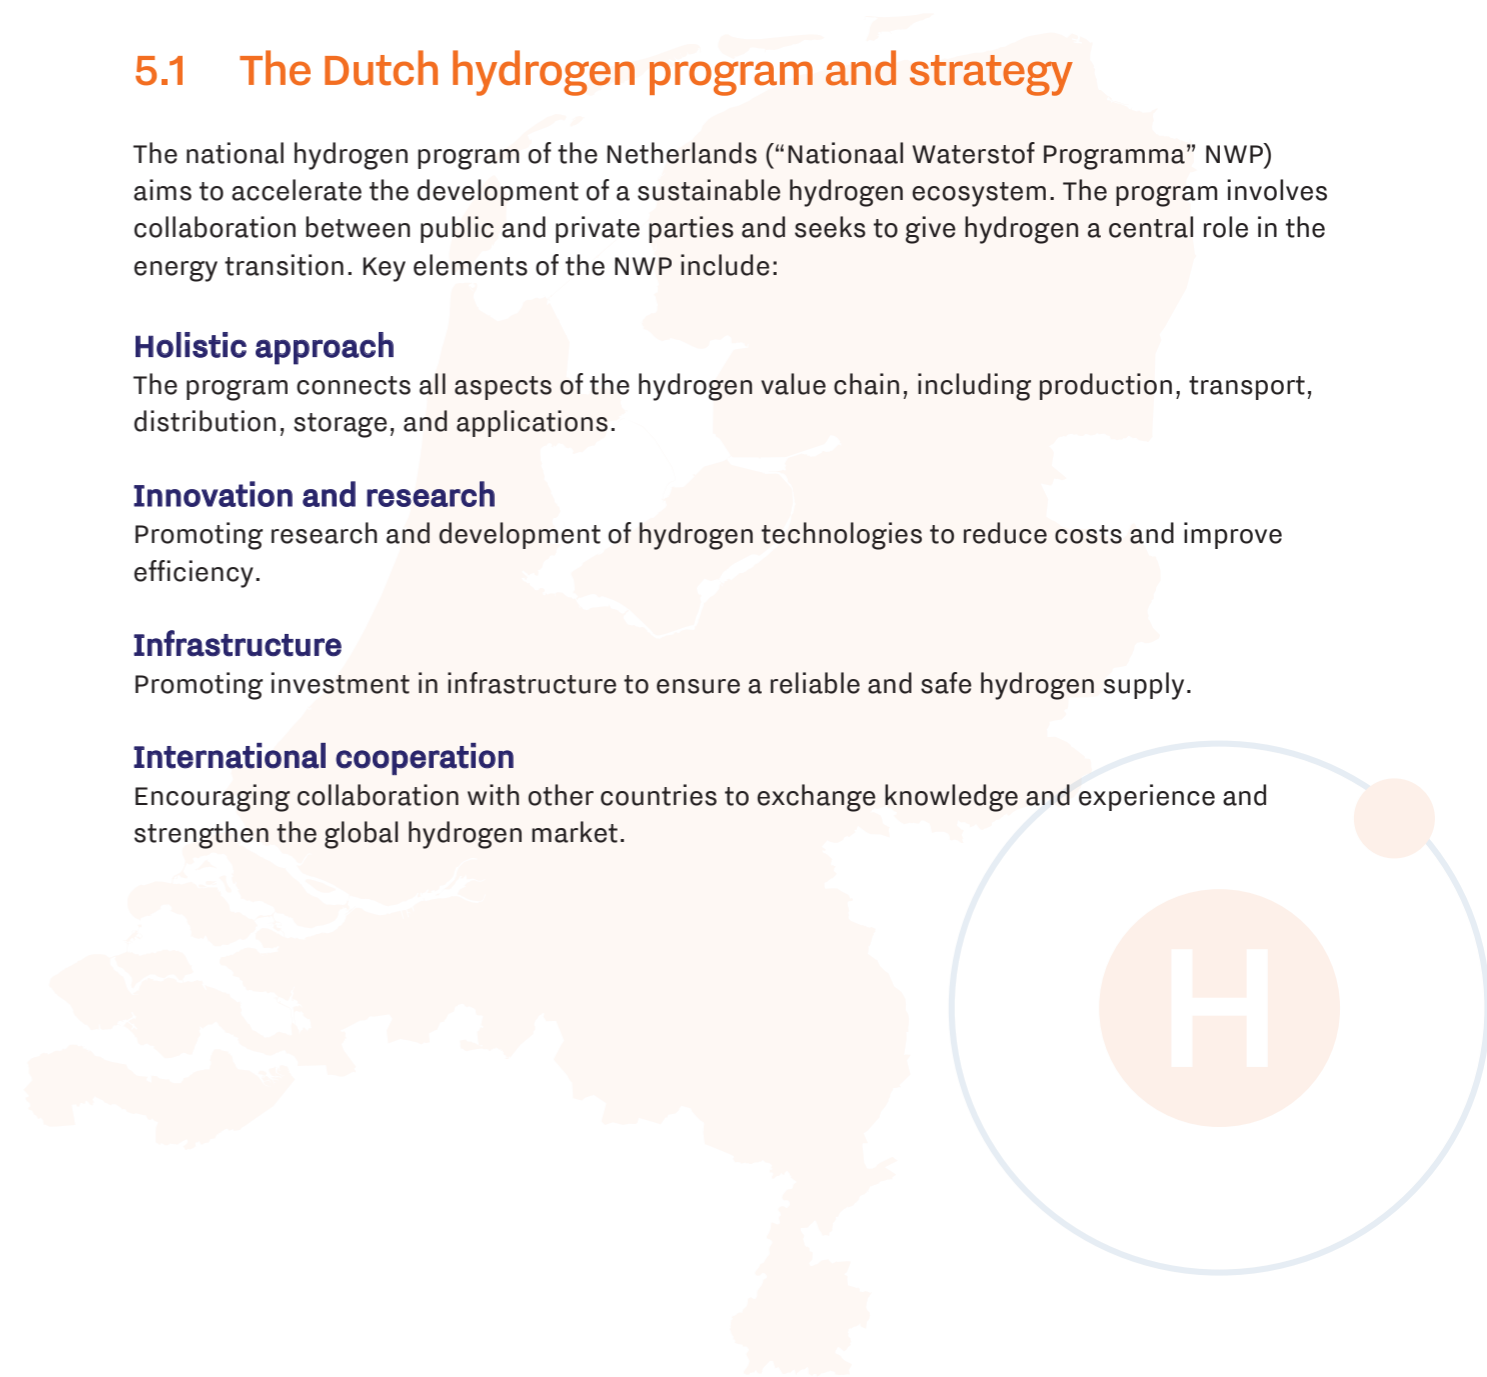 5.1 The Dutch hydrogen program and strategy
The national hydrogen program of the Netherlands (“Nationaal Waterstof Programma” NWP)
aims to accelerate the development of a sustainable hydrogen ecosystem. The program involves
collaboration between public and private parties and seeks to give hydrogen a central role in the
energy transition. Key elements of the NWP include:
Holistic approach
The program connects all aspects of the hydrogen value chain, including production, transport,
distribution, storage, and applications.
Innovation and research
Promoting research and development of hydrogen technologies to reduce costs and improve
efficiency.
Infrastructure
Promoting investment in infrastructure to ensure a reliable and safe hydrogen supply.
International cooperation
Encouraging collaboration with other countries to exchange knowledge and experience and
strengthen the global hydrogen market.
H